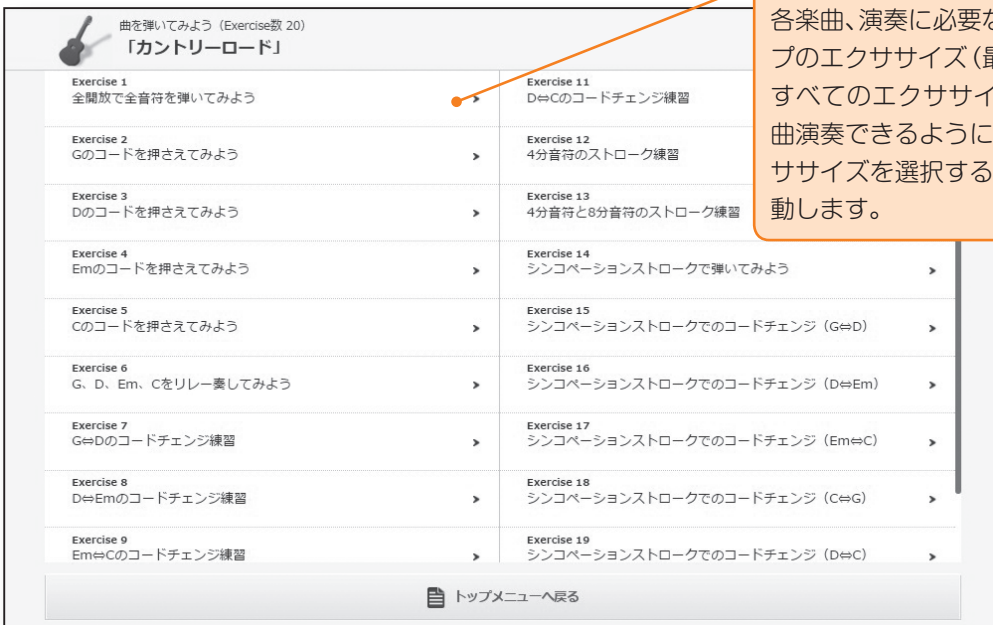 曲を弾いてみよう（Exercise数 20）
「カントリーロード」
Exercise 1
全開放で全音符を弾いてみよう
Exercise 2
Gのコードを押さえてみよう
Exercise 3
Dのコードを押さえてみよう
Exercise 4
Emのコードを押さえてみよう
Exercise 5
Cのコードを押さえてみよう
Exercise 6
G、D、Em、Cをリレー奏してみよう
Exercise 7
G⇔Dのコードチェンジ練習
Exercise 8
D⇔Emのコードチェンジ練習
Exercise 9
Em⇔Cのコードチェンジ練習
Exercise 11
D⇔Cのコードチェンジ練習
Exercise 12
4分音符のストローク練習
Exercise 13
4分音符と8分音符のストローク練習
Exercise 14
シンコペーションストロークで弾いてみよう
Exercise 15
シンコペーションストロークでのコードチェンジ（G⇔D）
Exercise 16
シンコペーションストロークでのコードチェンジ（D⇔Em）
Exercise 17
シンコペーションストロークでのコードチェンジ（Em⇔C）
Exercise 18
シンコペーションストロークでのコードチェンジ（C⇔G）
Exercise 19
シンコペーションストロークでのコードチェンジ（D⇔C）
トップメニューへ戻る
各楽曲、演奏に必要な
プのエクササイズ（最
すべてのエクササイ
曲演奏できるように
ササイズを選択する
動します。